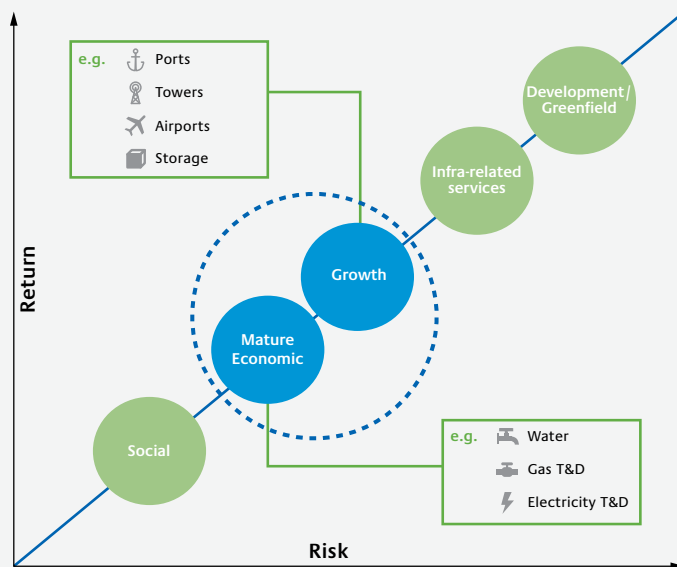 e.g.
Ports
Towers
Airports
Storage
Development/
Greenfield
Infra-related
services
Growth
Mature
Economic
Social
e.g.
Water
Gas T&D
Electricity T&D
Return
Risk